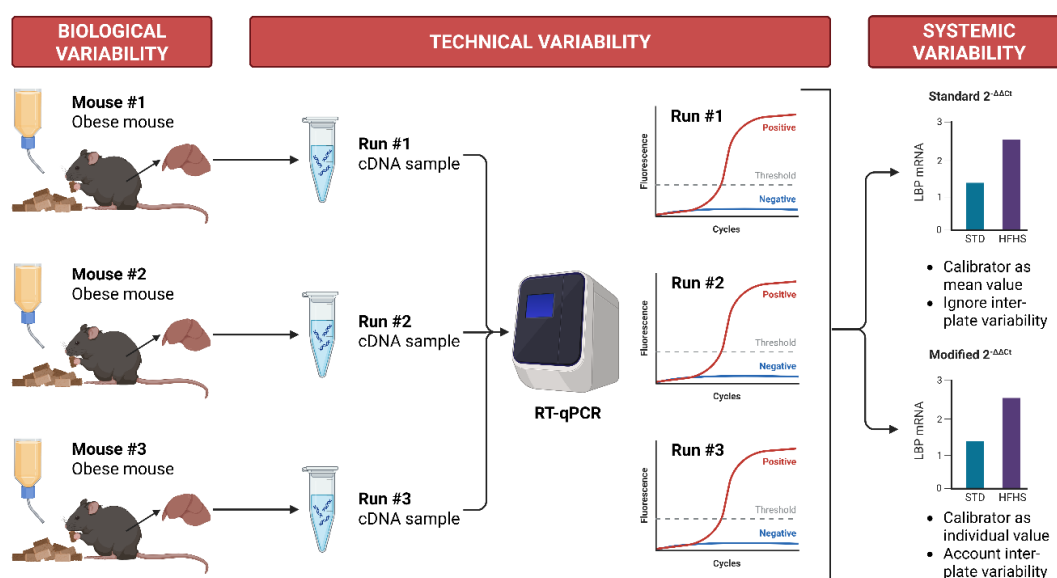 BIOLOGICAL
VARIABILITY
TECHNICAL VARIABILITY
SYSTEMIC
VARIABILITY
Mouse #1
Obese mouse
Run #1
cDNA sample
Mouse #2
Obese mouse
Run #2
cDNA sample
Mouse #3
Obese mouse
Run #3
cDNA sample
RT-qPCR
Run #1
Positive
Threshold
Negative
Fluorescence
Cycles
Run #2
Positive
Threshold
Negative
Fluorescence
Cycles
Run #3
Positive
Threshold
Negative
Fluorescence
Cycles
Standard 2^-ΔΔCt
3
2
1
0
LBP mRNA
STD HFHS
• Calibrator as
mean value
• Ignore inter-
plate variability
Modified 2^-ΔΔCt
3
2
1
0
LBP mRNA
STD HFHS
• Calibrator as
individual value
• Account inter-
plate variability